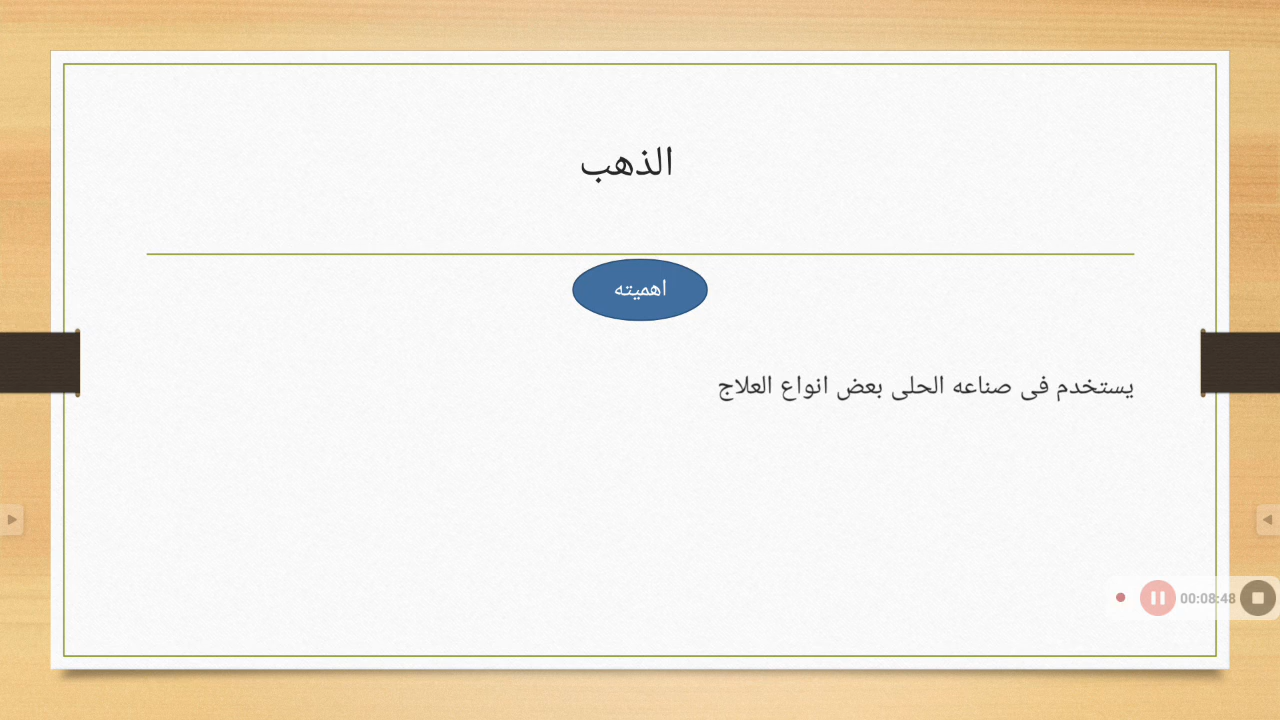 الذهب
اهميته
يستخدم فى صناعه الحلى بعض انواع العلاج
00:08:48